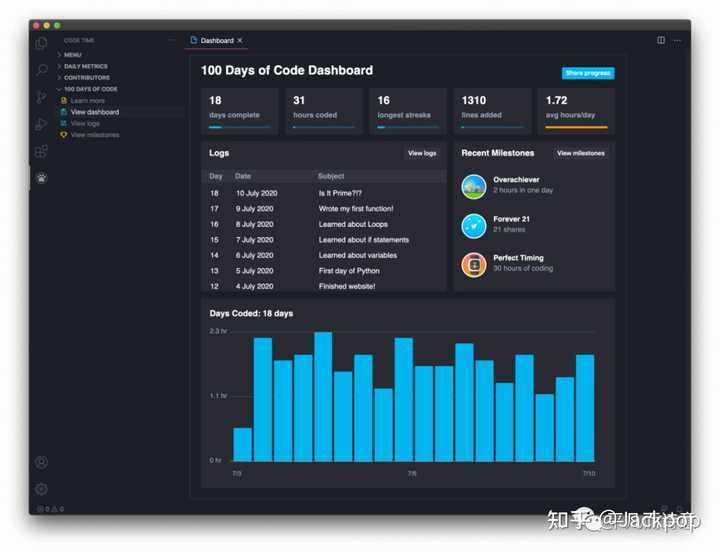 CODE TIME
Dashboard
MENU
DAILY METRICS
CONTRIBUTORS
100 DAYS OF CODE
Learn more
View dashboard
View logs
View milestones
100 Days of Code Dashboard
Share progress
18
days complete
31
hours coded
16
longest streaks
1310
lines added
1.72
avg hours/day
Logs
View logs
Day Date Subject
18 10 July 2020 Is It Prime?!?
17 9 July 2020 Wrote my first function!
16 8 July 2020 Learned about Loops
15 7 July 2020 Learned about if statements
14 6 July 2020 Learned about variables
13 5 July 2020 First day of Python
12 4 July 2020 Finished website!
Recent Milestones
View milestones
Overachiever
2 hours in one day
Forever 21
21 shares
Perfect Timing
30 hours of coding
Days Coded: 18 days
2.3 hr
1.1 hr
0 hr
7/3 7/6 7/10
0 0
知乎 @Jackpop